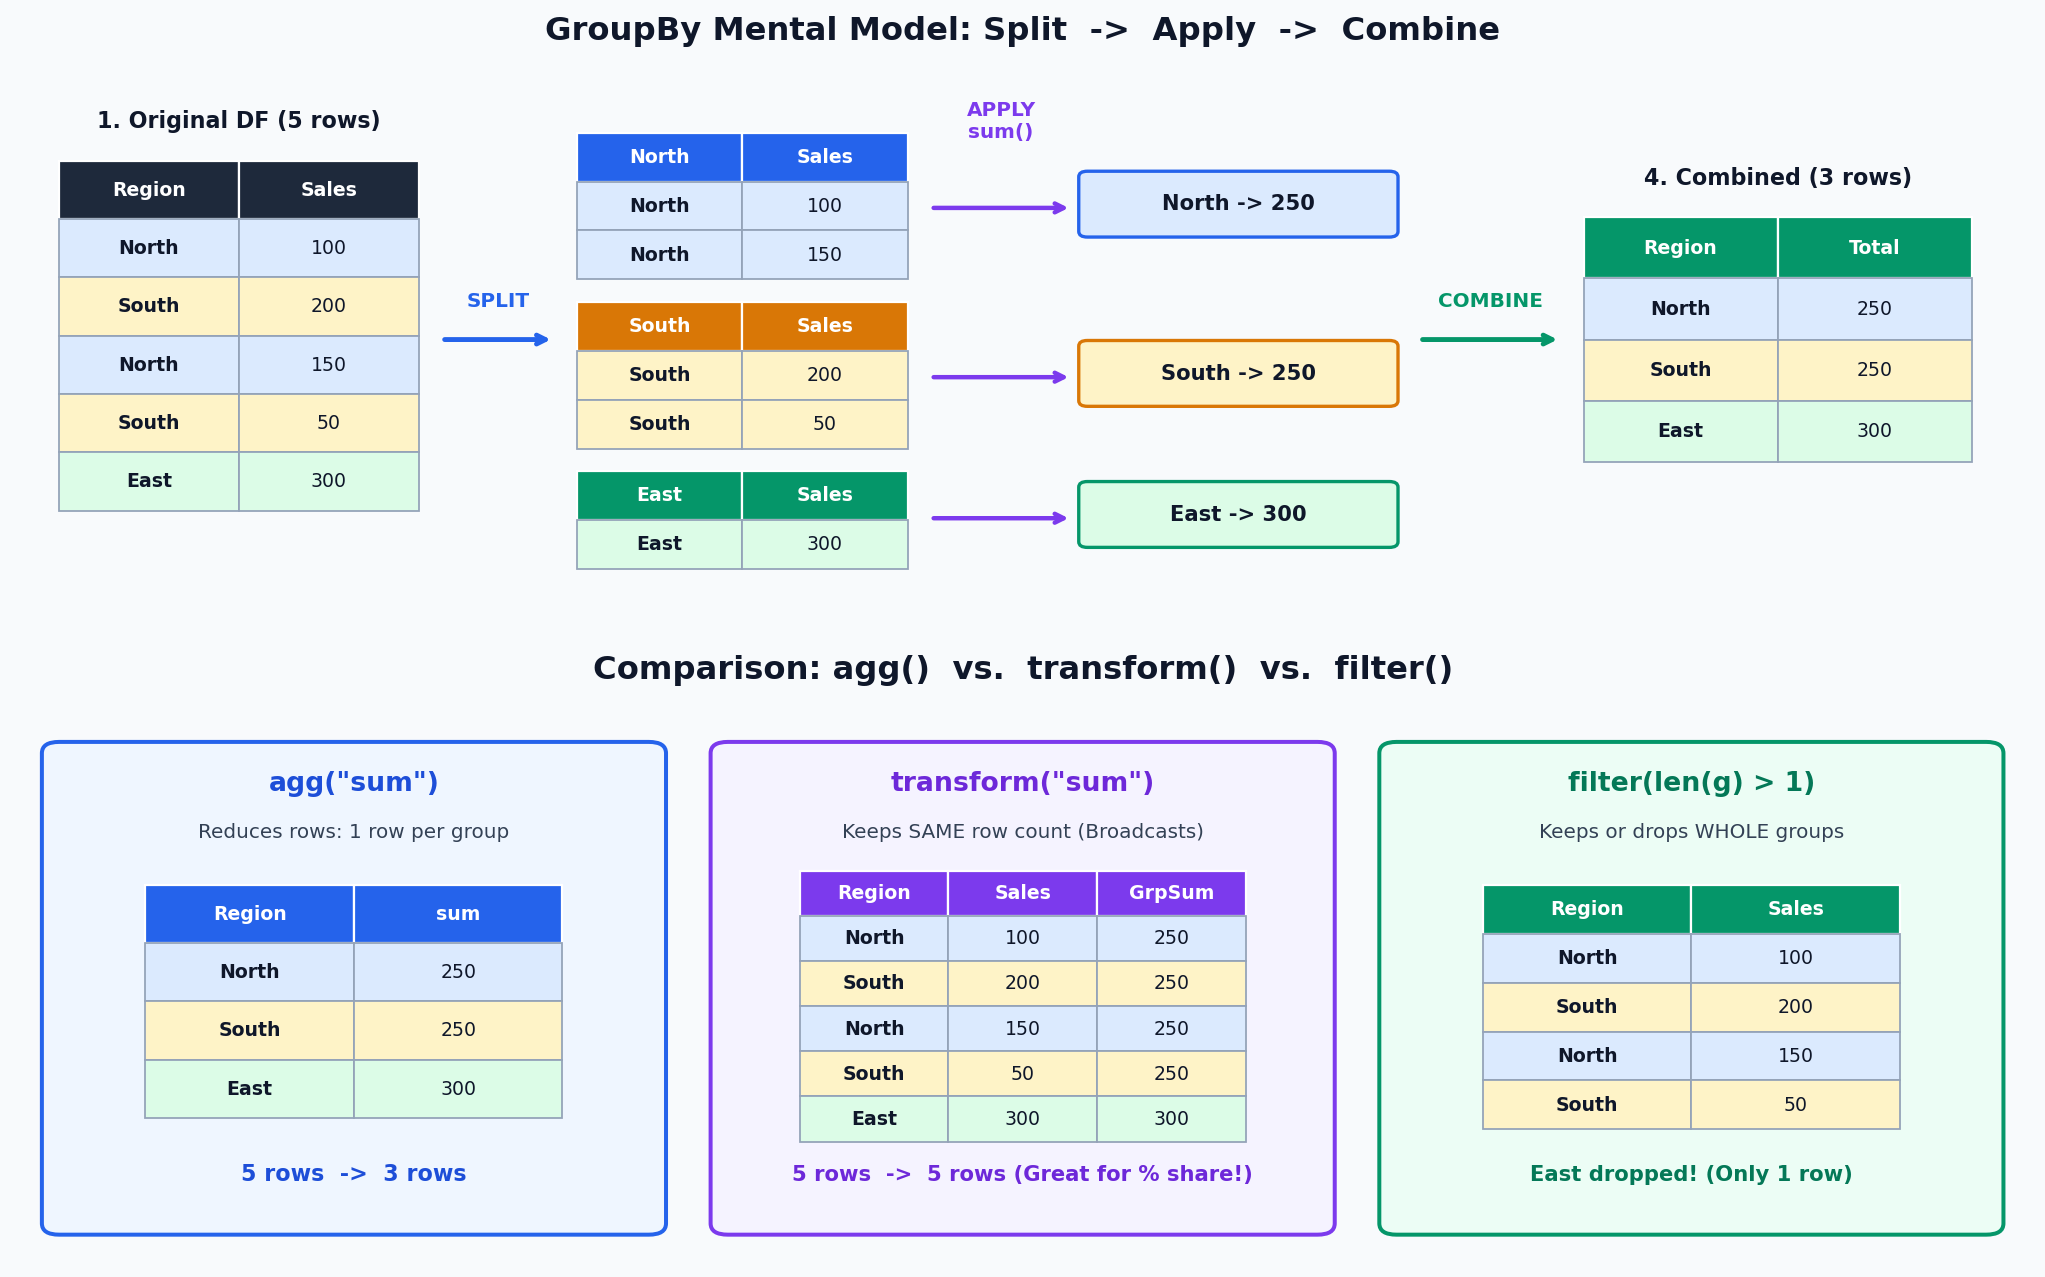 GroupBy Mental Model: Split -> Apply -> Combine
1. Original DF (5 rows)
Region Sales
North 100
South 200
North 150
South 50
East 300
SPLIT
North Sales
North 100
North 150
South Sales
South 200
South 50
East Sales
East 300
APPLY
sum()
North -> 250
South -> 250
East -> 300
COMBINE
4. Combined (3 rows)
Region Total
North 250
South 250
East 300
Comparison: agg() vs. transform() vs. filter()
agg("sum")
Reduces rows: 1 row per group
Region sum
North 250
South 250
East 300
5 rows -> 3 rows
transform("sum")
Keeps SAME row count (Broadcasts)
Region Sales GrpSum
North 100 250
South 200 250
North 150 250
South 50 250
East 300 300
5 rows -> 5 rows (Great for % share!)
filter(len(g) > 1)
Keeps or drops WHOLE groups
Region Sales
North 100
South 200
North 150
South 50
East dropped! (Only 1 row)